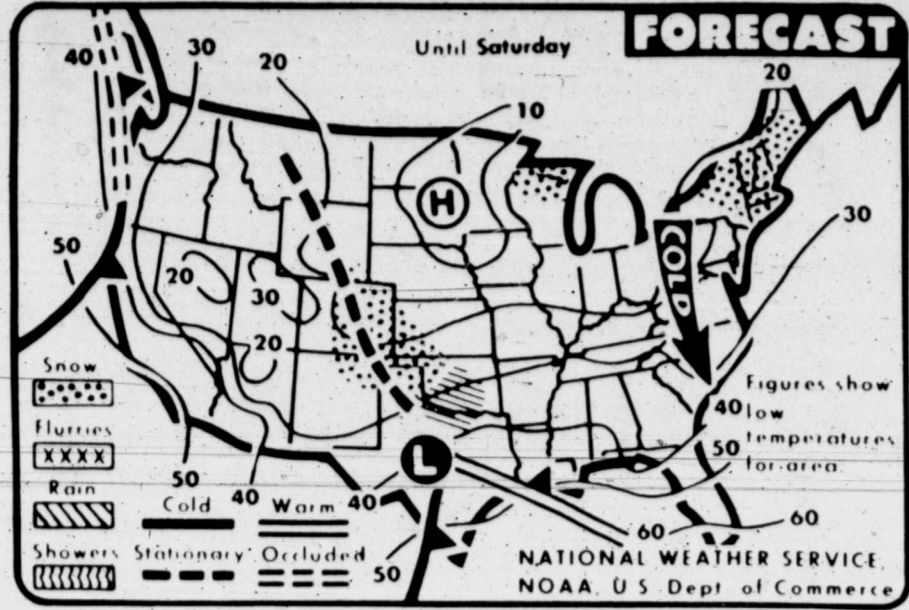 FORECAST
Until Saturday
40
30
20
10
20
H
30
50
20
30
20
COLD
Snow
Flurries
Rain
Showers
50
40
Cold
Warm
Stationary
Occluded
40
L
50
60
60
40
50
Figures show
low
temperatures
for area.
NATIONAL WEATHER SERVICE,
NOAA, U S Dept of Commerce